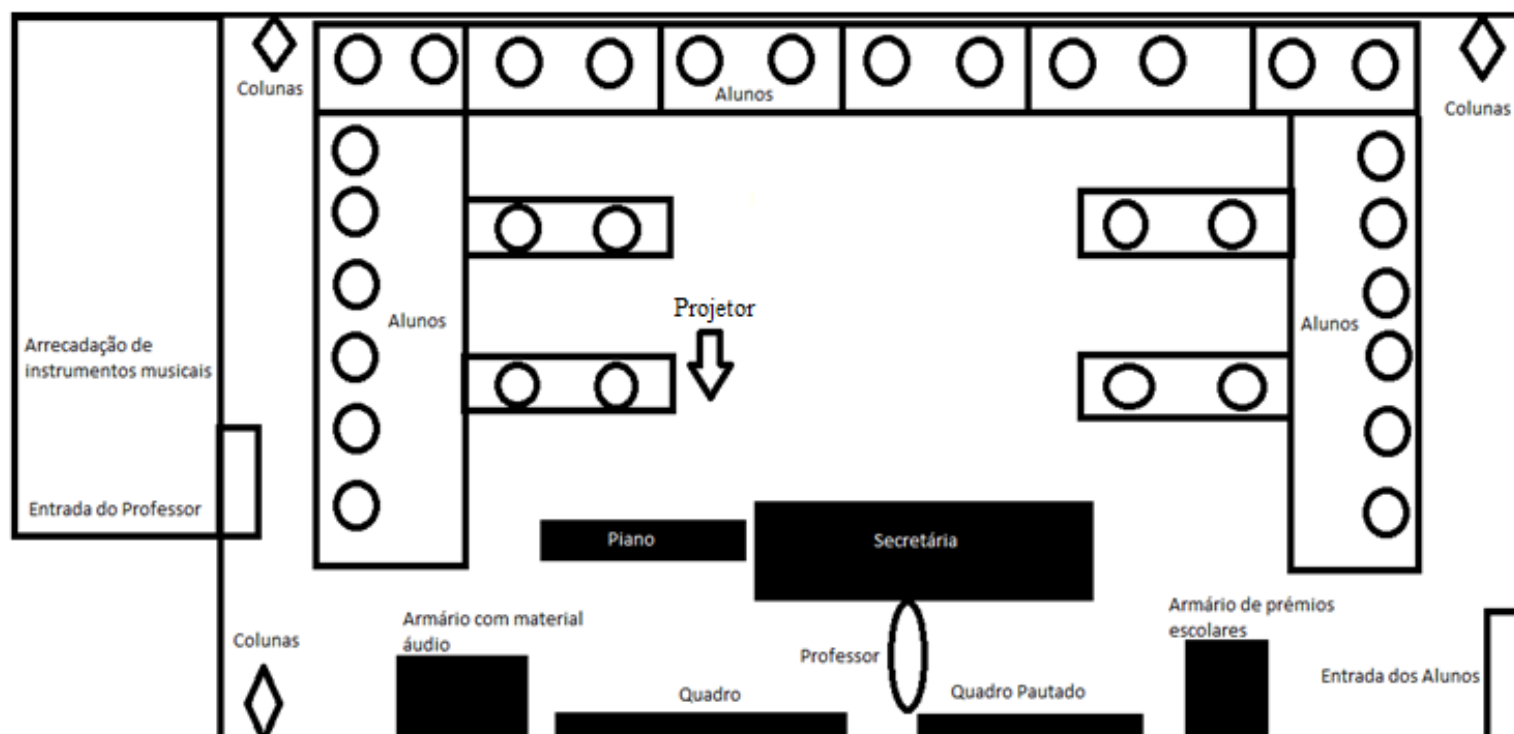 Colunas
Alunos
Colunas
Projetor
Alunos
Alunos
Arrecadação de
instrumentos musicais
Entrada do Professor
Piano
Secretária
Armário com material
áudio
Armário de prémios
escolares
Colunas
Professor
Quadro
Quadro Pautado
Entrada dos Alunos